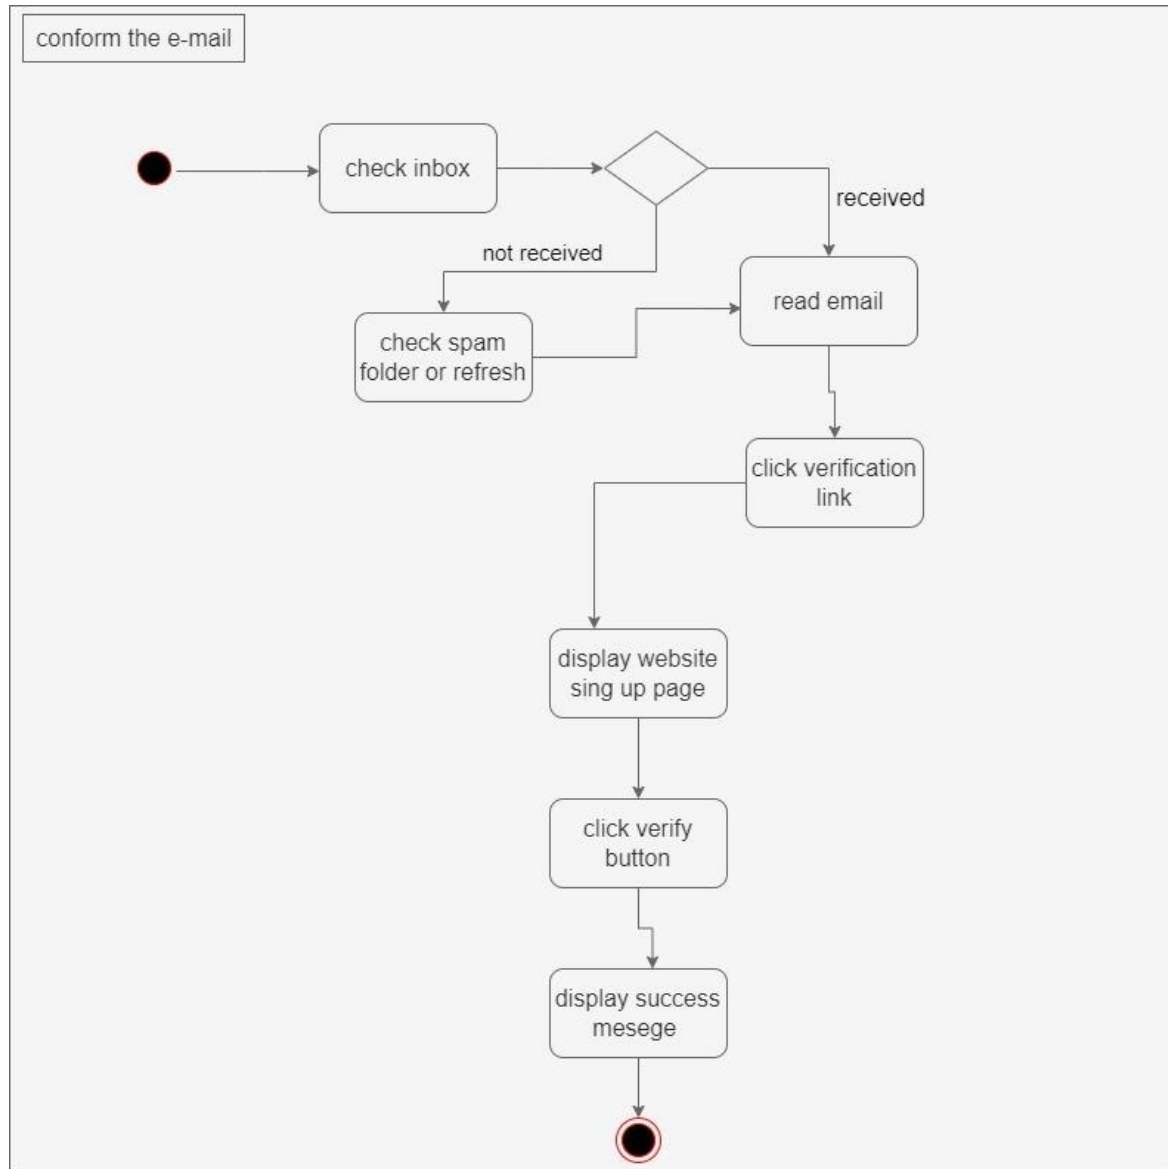 conform the e-mail
check inbox
received
not received
read email
check spam
folder or refresh
click verification
link
display website
sing up page
click verify
button
display success
mesege